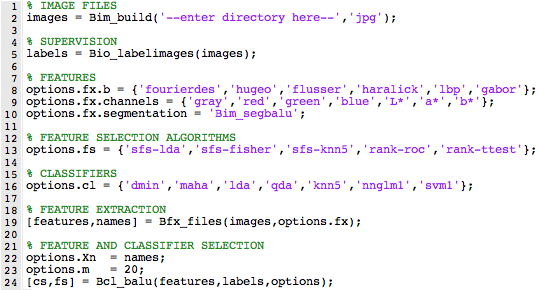 1 % IMAGE FILES
2 images = Bim_build('--enter directory here--','jpg');
3
4 % SUPERVISION
5 labels = Bio_labelimages(images);
6
7 % FEATURES
8 options.fx.b = {'fourierdes','hugeo','flusser','haralick','lbp','gabor'};
9 options.fx.channels = {'gray','red','green','blue','L*','a*','b*'};
10 options.fx.segmentation = 'Bim_segbalu';
11
12 % FEATURE SELECTION ALGORITHMS
13 options.fs = {'sfs-lda','sfs-fisher','sfs-knn5','rank-roc','rank-ttest'};
14
15 % CLASSIFIERS
16 options.cl = {'dmin','maha','lda','qda','knn5','nnglm1','svm1'};
17
18 % FEATURE EXTRACTION
19 [features,names] = Bfx_files(images,options.fx);
20
21 % FEATURE AND CLASSIFIER SELECTION
22 options.Xn = names;
23 options.m = 20;
24 [cs,fs] = Bcl_balu(features,labels,options);